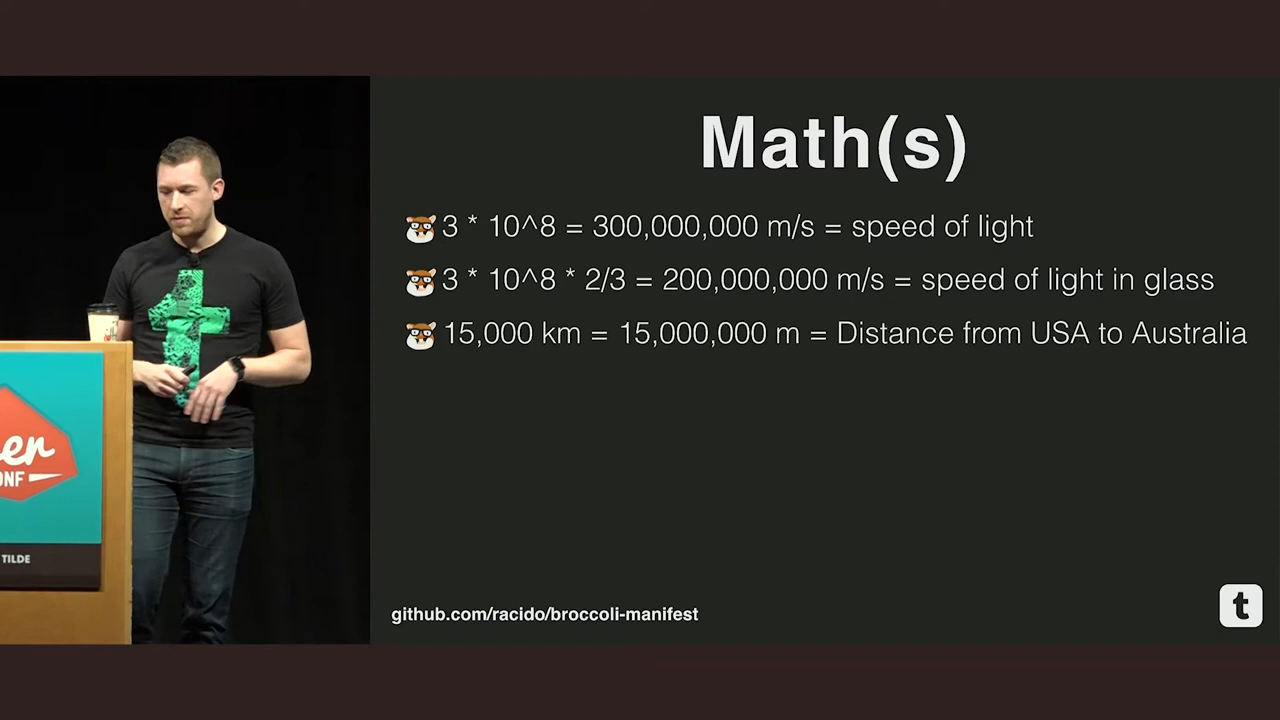 Math(s)
3 * 10^8 = 300,000,000 m/s = speed of light
3 * 10^8 * 2/3 = 200,000,000 m/s = speed of light in glass
15,000 km = 15,000,000 m = Distance from USA to Australia
er
ONF
TILDE
github.com/racido/broccoli-manifest
t